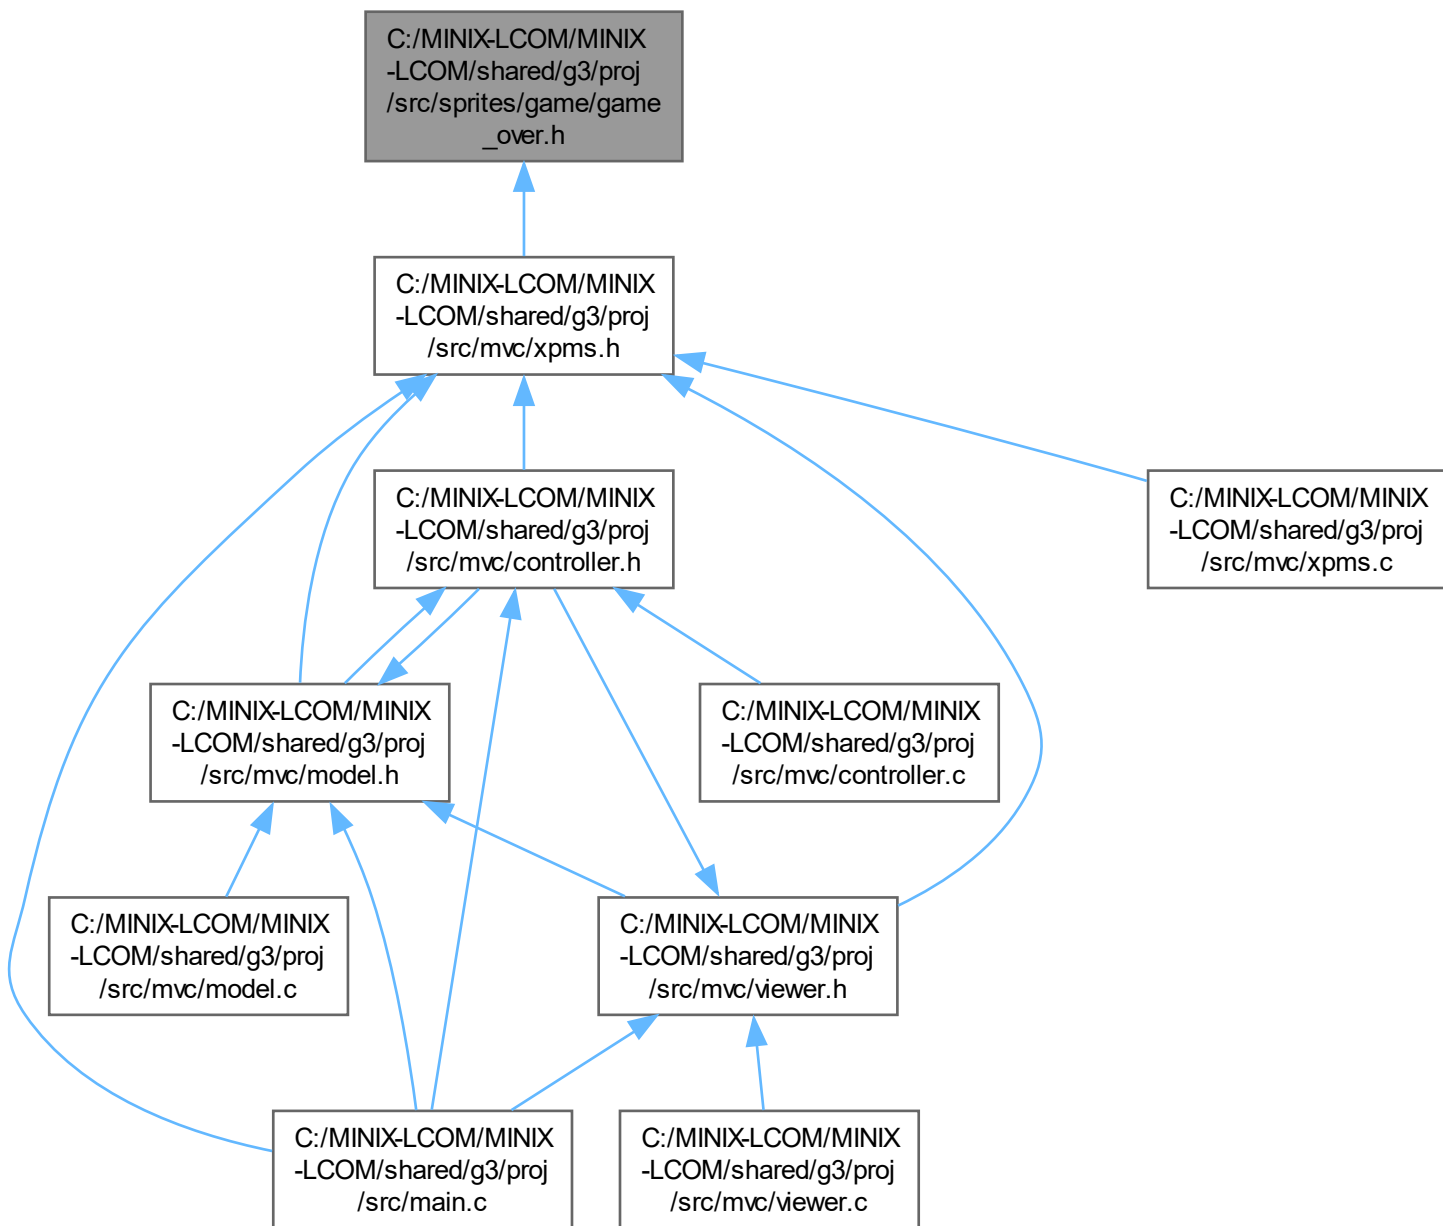 C:/MINIX-LCOM/MINIX
-LCOM/shared/g3/proj
/src/sprites/game/game
_over.h
C:/MINIX-LCOM/MINIX
-LCOM/shared/g3/proj
/src/mvc/xpms.h
C:/MINIX-LCOM/MINIX
-LCOM/shared/g3/proj
/src/mvc/controller.h
C:/MINIX-LCOM/MINIX
-LCOM/shared/g3/proj
/src/mvc/xpms.c
C:/MINIX-LCOM/MINIX
-LCOM/shared/g3/proj
/src/mvc/model.h
C:/MINIX-LCOM/MINIX
-LCOM/shared/g3/proj
/src/mvc/controller.c
C:/MINIX-LCOM/MINIX
-LCOM/shared/g3/proj
/src/mvc/model.c
C:/MINIX-LCOM/MINIX
-LCOM/shared/g3/proj
/src/mvc/viewer.h
C:/MINIX-LCOM/MINIX
-LCOM/shared/g3/proj
/src/main.c
C:/MINIX-LCOM/MINIX
-LCOM/shared/g3/proj
/src/mvc/viewer.c